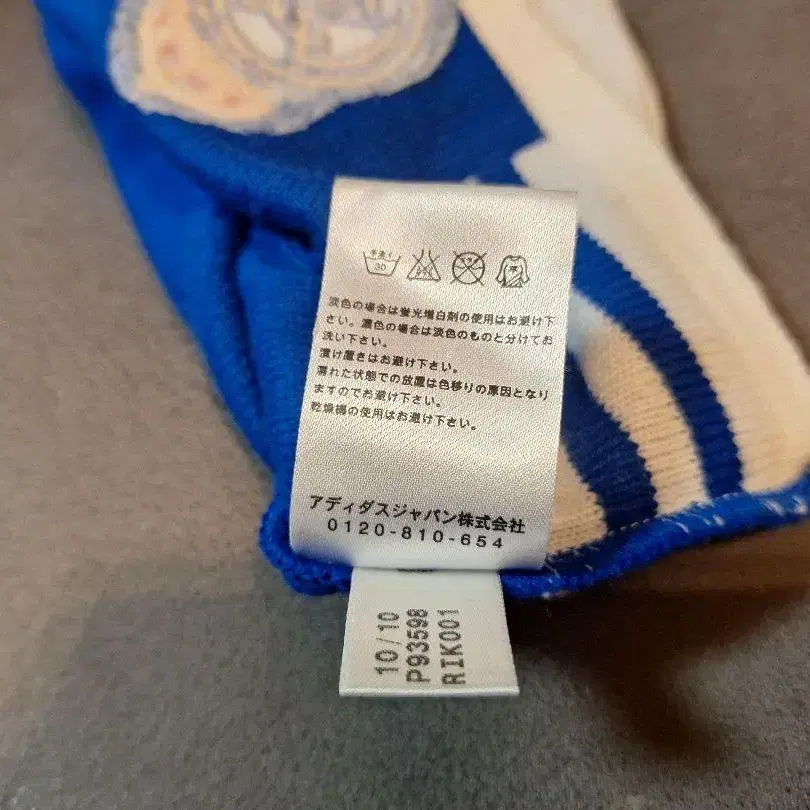 手洗イ
30
淡色の場合は蛍光増白剤の使用はお避け下
さい。濃色の場合は淡色のものと分けてお
洗い下さい。
漬け置きはお避け下さい。
濡れた状態での放置は色移りの原因となり
ますのでお避け下さい。
乾燥機の使用はお避け下さい。
アディダスジャパン株式会社
0120-810-654
10/10
P93598
RIK001